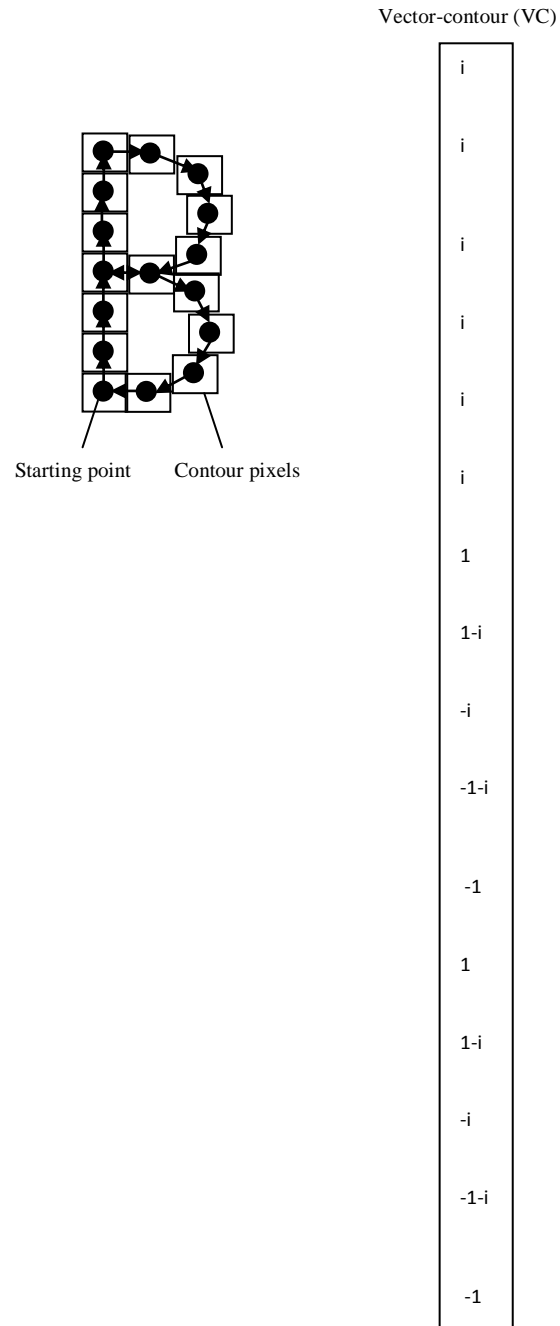 Vector-contour (VC)
i
i
i
i
i
i
1
1-i
-i
-1-i
-1
1
1-i
-i
-1-i
-1
Starting point
Contour pixels